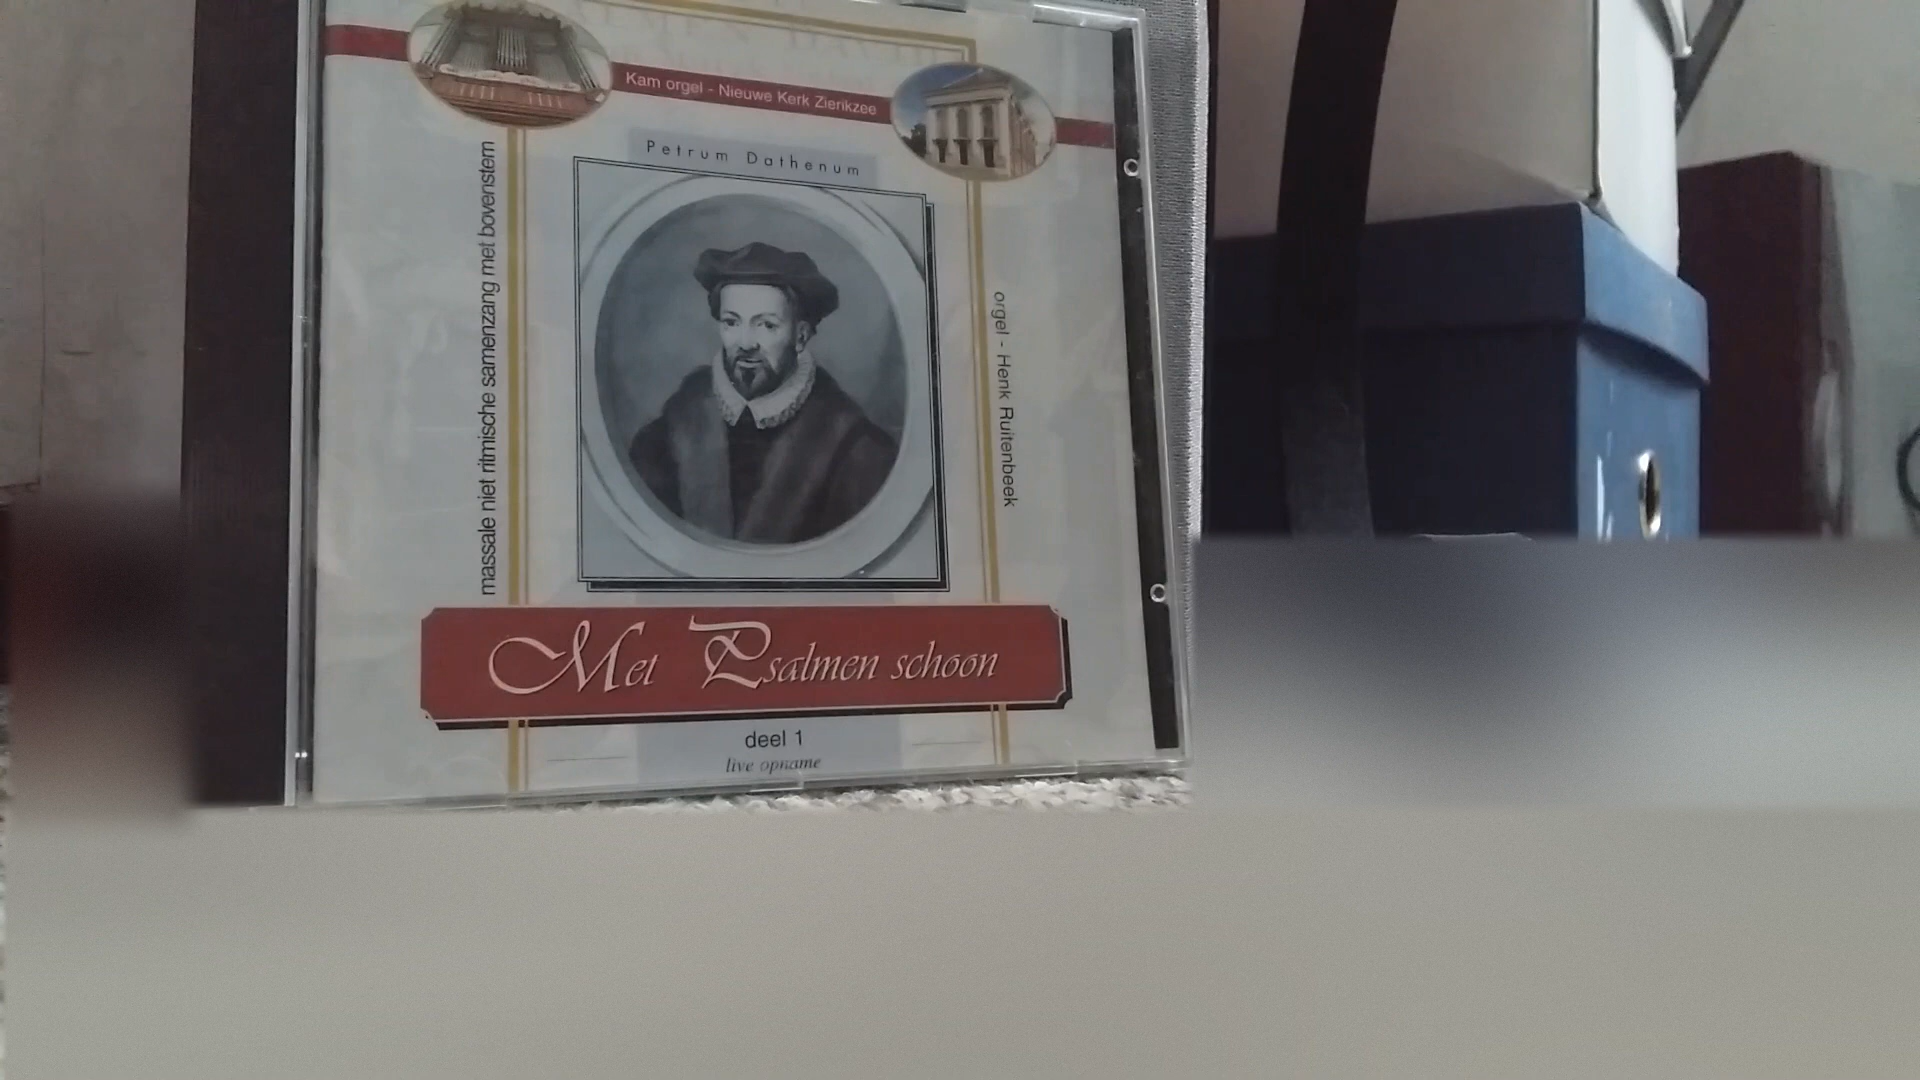 Kam orgel - Nieuwe Kerk Zierikzee
Petrum Dathenum
massale niet ritmische samenzang met bovenstem
orgel - Henk Ruitenbeek
Met Psalmen schoon
deel 1
live opname